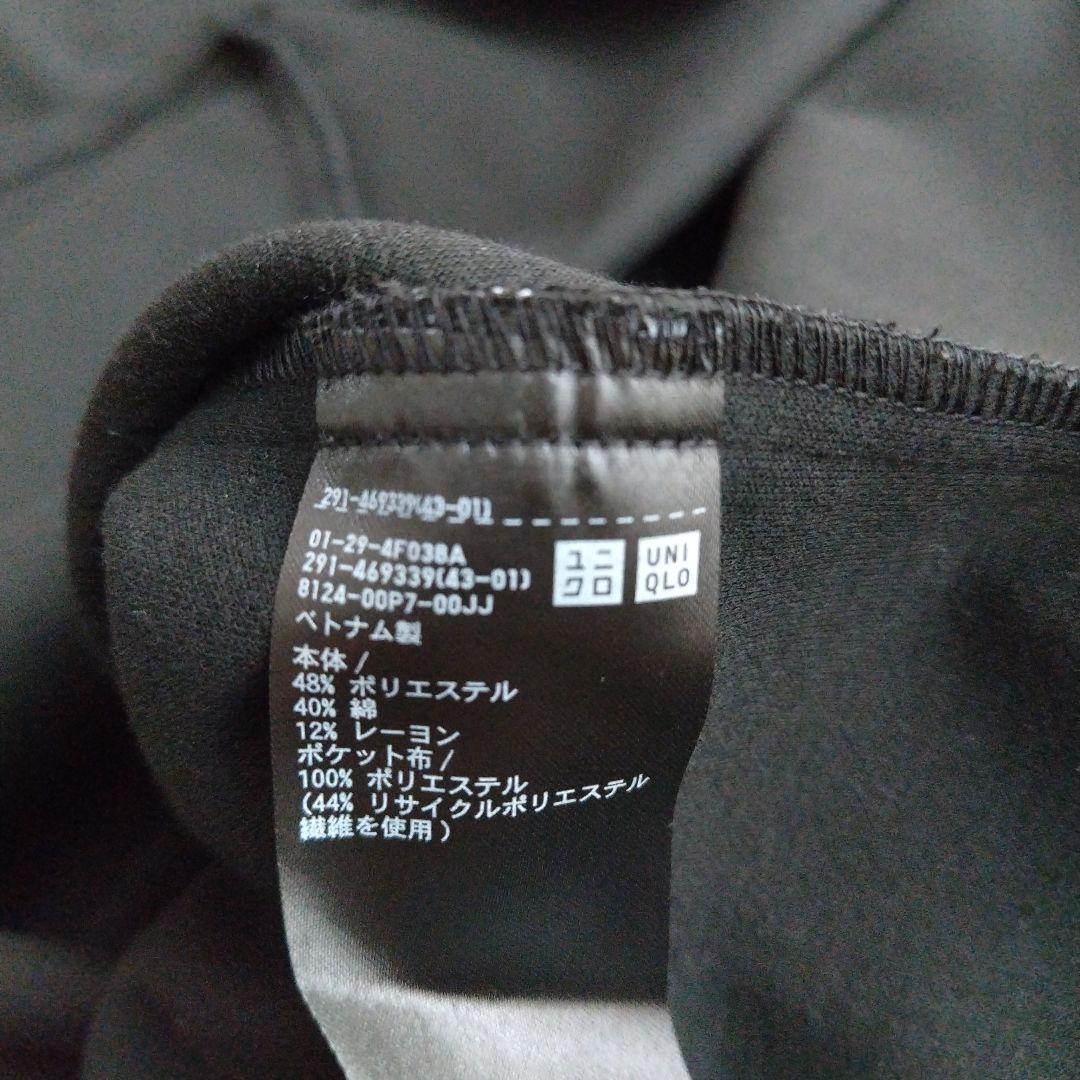 291-469339(43-01)
01-29-4F038A
291-469339(43-01)
8124-00P7-00JJ
ユニ
クロ
UNI
QLO
ベトナム製
本体/
48% ポリエステル
40% 綿
12% レーヨン
ポケット布/
100% ポリエステル
(44% リサイクルポリエステル
繊維を使用)